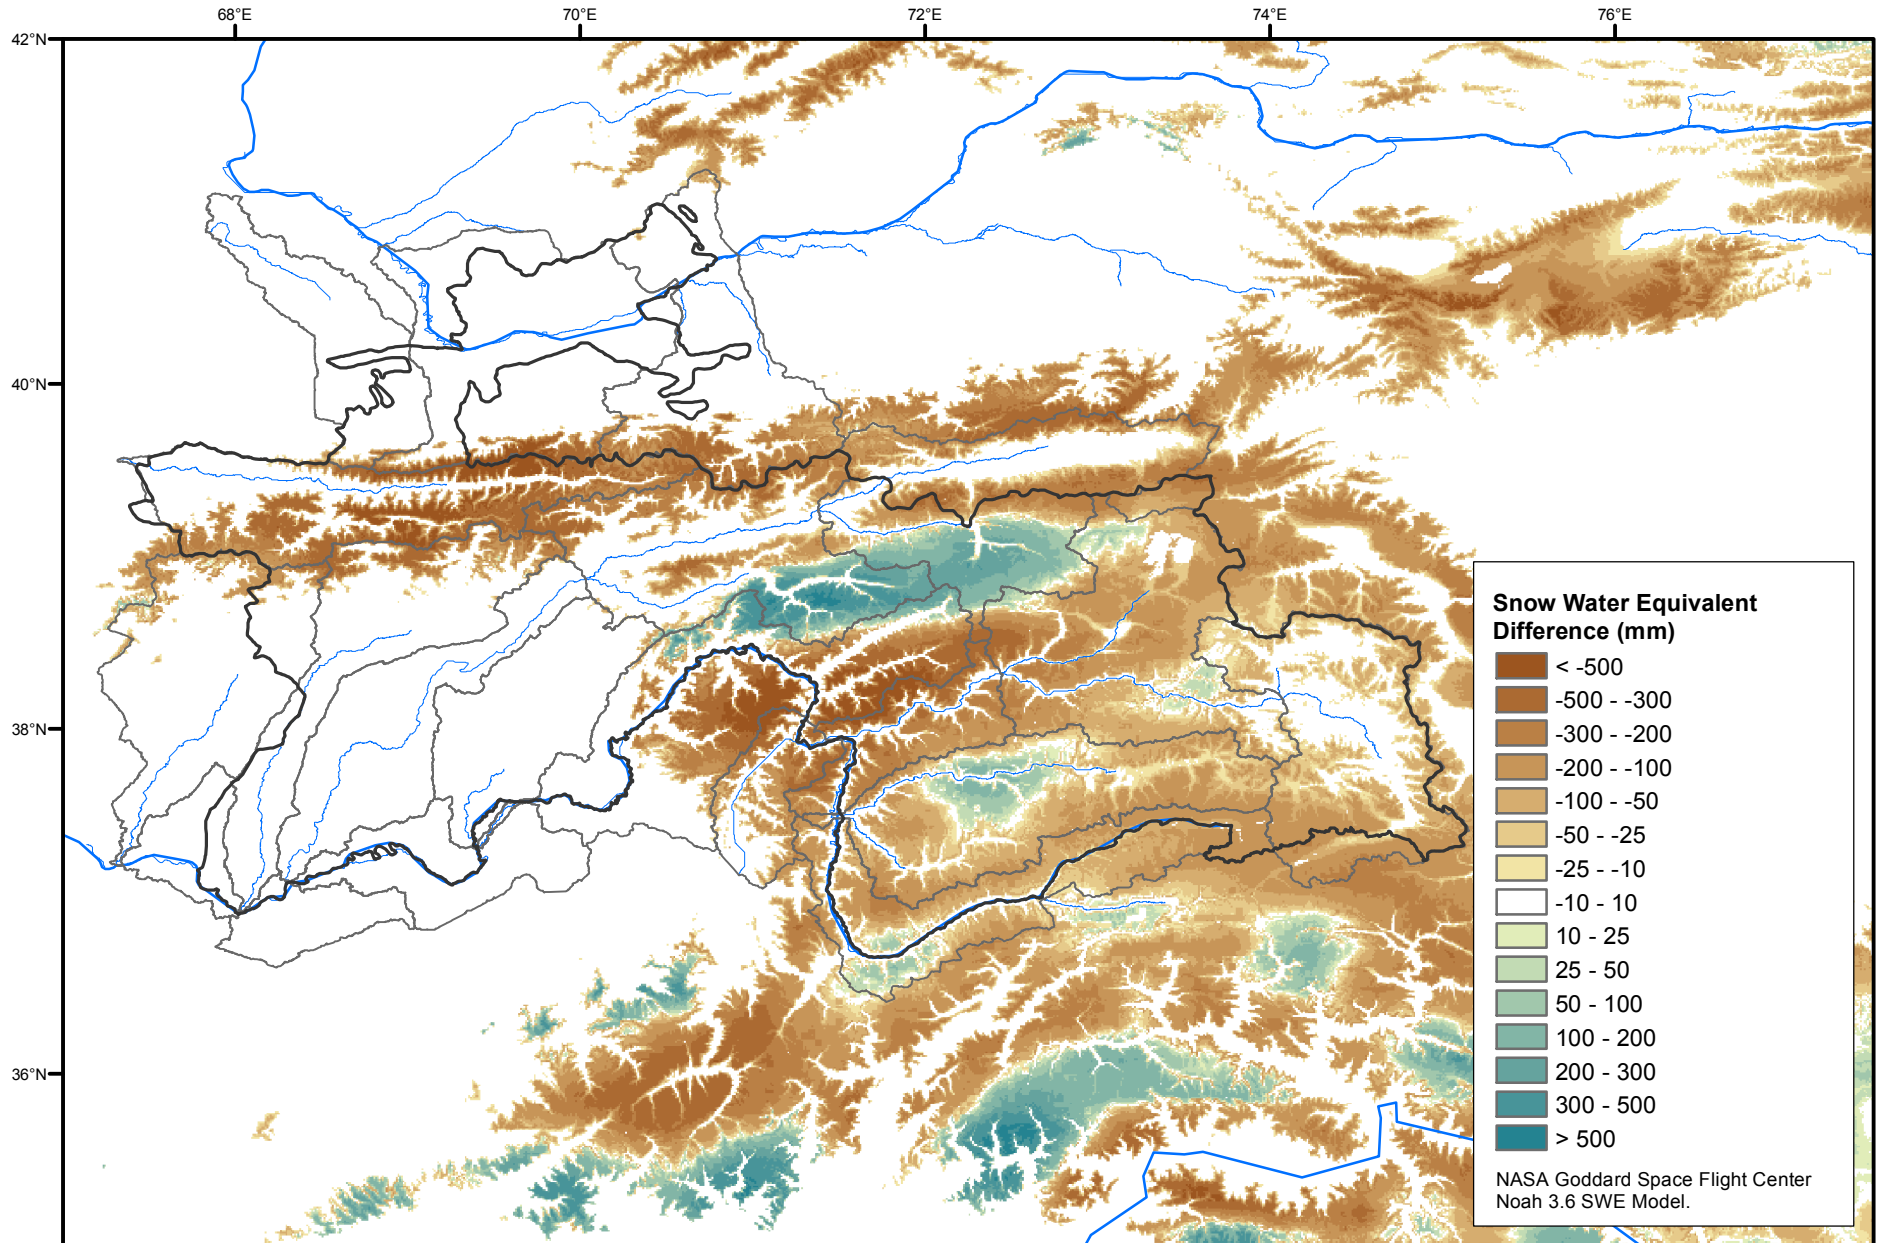 68°E
70°E
72°E
74°E
76°E
42°N
40°N
38°N
36°N
Snow Water Equivalent
Difference (mm)
< -500
-500 - -300
-300 - -200
-200 - -100
-100 - -50
-50 - -25
-25 - -10
-10 - 10
10 - 25
25 - 50
50 - 100
100 - 200
200 - 300
300 - 500
> 500
NASA Goddard Space Flight Center
Noah 3.6 SWE Model.